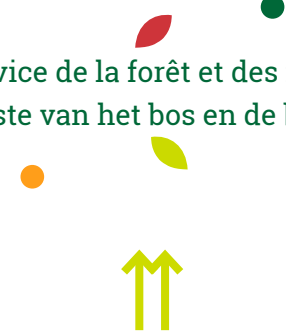 vice de la forêt et des
ste van het bos en de